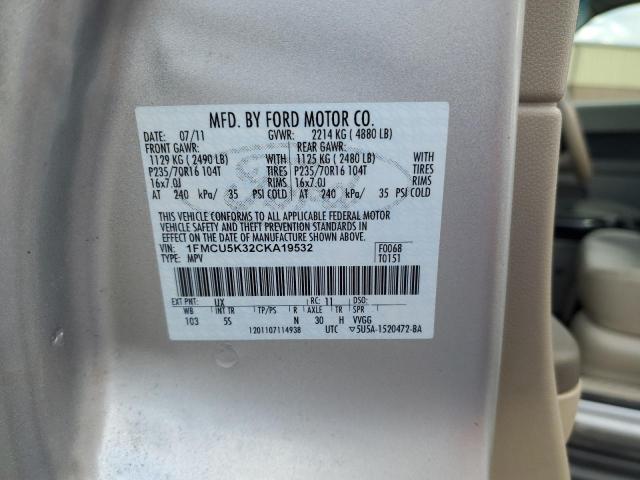 MFD. BY FORD MOTOR CO.
DATE: 07/11 GVWR: 2214 KG ( 4880 LB)
FRONT GAWR: REAR GAWR:
1129 KG ( 2490 LB) WITH 1125 KG ( 2480 LB) WITH
P235/70R16 104T TIRES P235/70R16 104T TIRES
16x7.0J RIMS 16x7.0J RIMS
AT 240 kPa/ 35 PSI COLD AT 240 kPa/ 35 PSI COLD
THIS VEHICLE CONFORMS TO ALL APPLICABLE FEDERAL MOTOR
VEHICLE SAFETY AND THEFT PREVENTION STANDARDS IN
EFFECT ON THE DATE OF MANUFACTURE SHOWN ABOVE.
VIN: 1FMCU5K32CKA19532 F0068
TYPE: MPV T0151
EXT PNT: UX RC: 11 DSO:
WB INT TR TP/PS R AXLE TR SPR
103 5S N 30 H VVGG
1201107114938 UTC ▽5U5A-1520472-BA